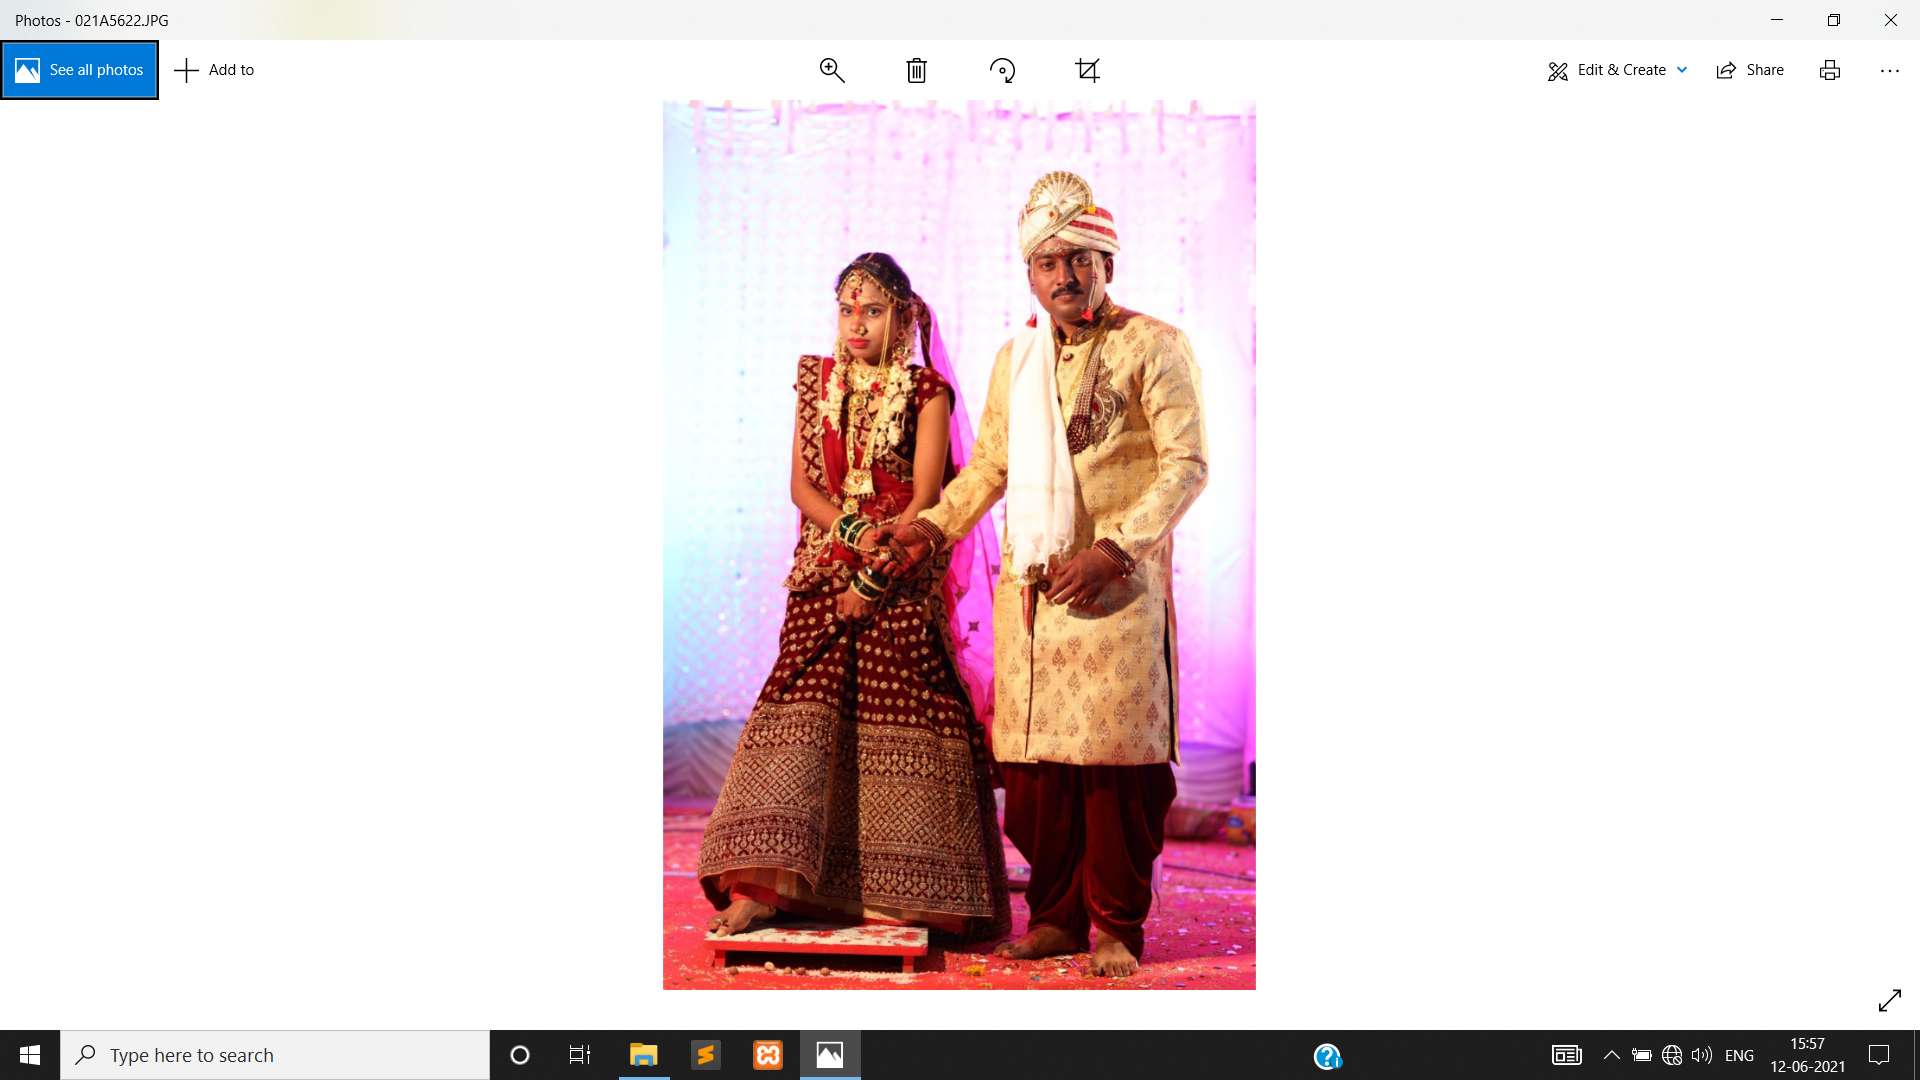 Photos - 021A5622.JPG
See all photos
Add to
Edit & Create
Share
Type here to search
ENG
15:57
12-06-2021